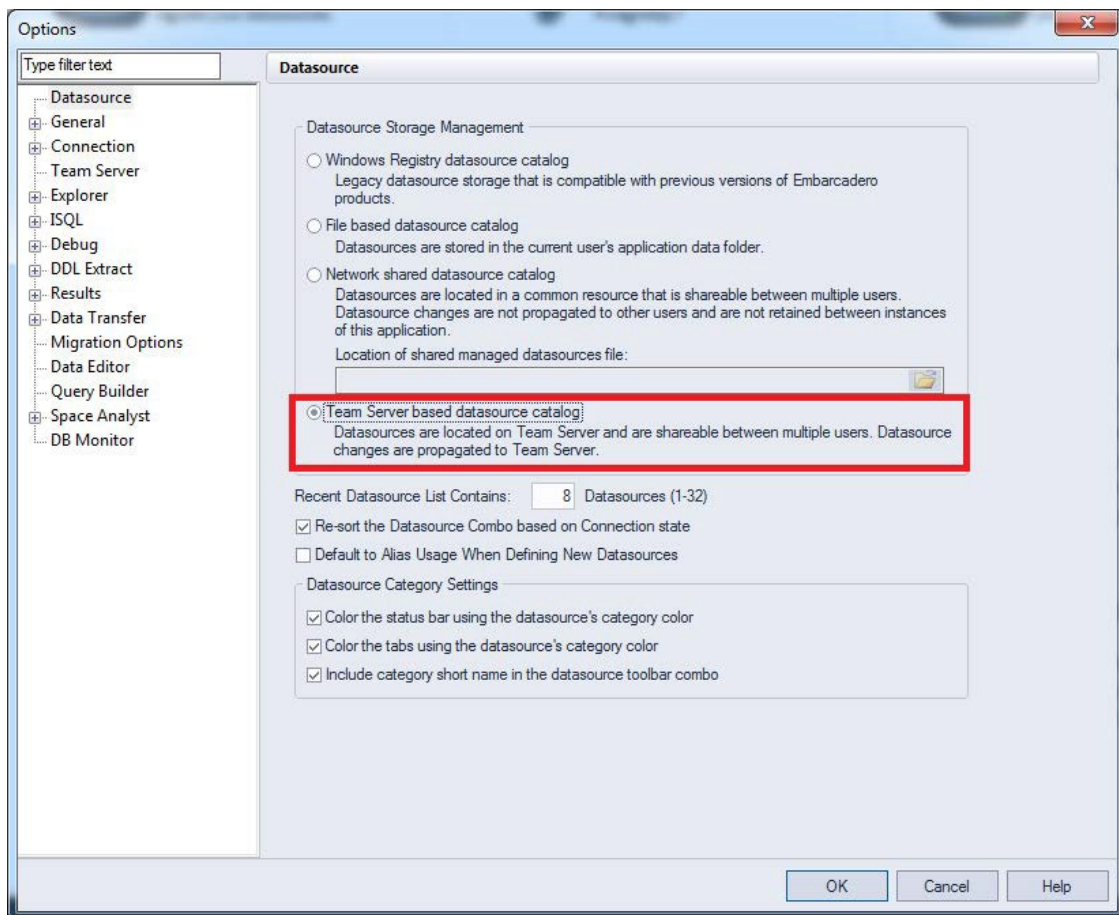 Options
Type filter text
Datasource
General
Connection
Team Server
Explorer
ISQL
Debug
DDL Extract
Results
Data Transfer
Migration Options
Data Editor
Query Builder
Space Analyst
DB Monitor
Datasource
Datasource Storage Management
Windows Registry datasource catalog
Legacy datasource storage that is compatible with previous versions of Embarcadero
products.
File based datasource catalog
Datasources are stored in the current user's application data folder.
Network shared datasource catalog
Datasources are located in a common resource that is shareable between multiple users.
Datasource changes are not propagated to other users and are not retained between instances
of this application.
Location of shared managed datasources file:
Team Server based datasource catalog
Datasources are located on Team Server and are shareable between multiple users. Datasource
changes are propagated to Team Server.
Recent Datasource List Contains: 8 Datasources (1-32)
Re-sort the Datasource Combo based on Connection state
Default to Alias Usage When Defining New Datasources
Datasource Category Settings
Color the status bar using the datasource's category color
Color the tabs using the datasource's category color
Include category short name in the datasource toolbar combo
OK Cancel Help